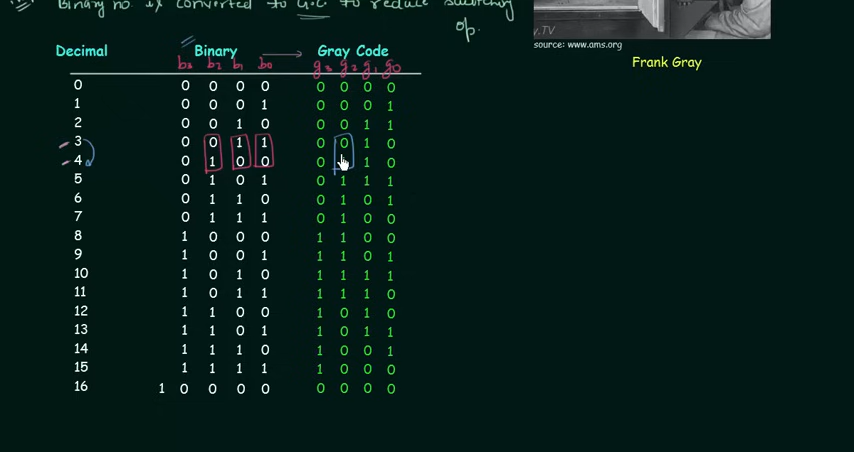 Binary no. is converted to G.C to reduce switching
op.
v.TV
source: www.ams.org
Frank Gray
Decimal Binary → Gray Code
b3 b2 b1 b0 g3 g2 g1 g0
0 0 0 0 0 0 0 0 0
1 0 0 0 1 0 0 0 1
2 0 0 1 0 0 0 1 1
3 0 0 1 1 0 0 1 0
4 0 1 0 0 0 1 1 0
5 0 1 0 1 0 1 1 1
6 0 1 1 0 0 1 0 1
7 0 1 1 1 0 1 0 0
8 1 0 0 0 1 1 0 0
9 1 0 0 1 1 1 0 1
10 1 0 1 0 1 1 1 1
11 1 0 1 1 1 1 1 0
12 1 1 0 0 1 0 1 0
13 1 1 0 1 1 0 1 1
14 1 1 1 0 1 0 0 1
15 1 1 1 1 1 0 0 0
16 1 0 0 0 0 0 0 0 0